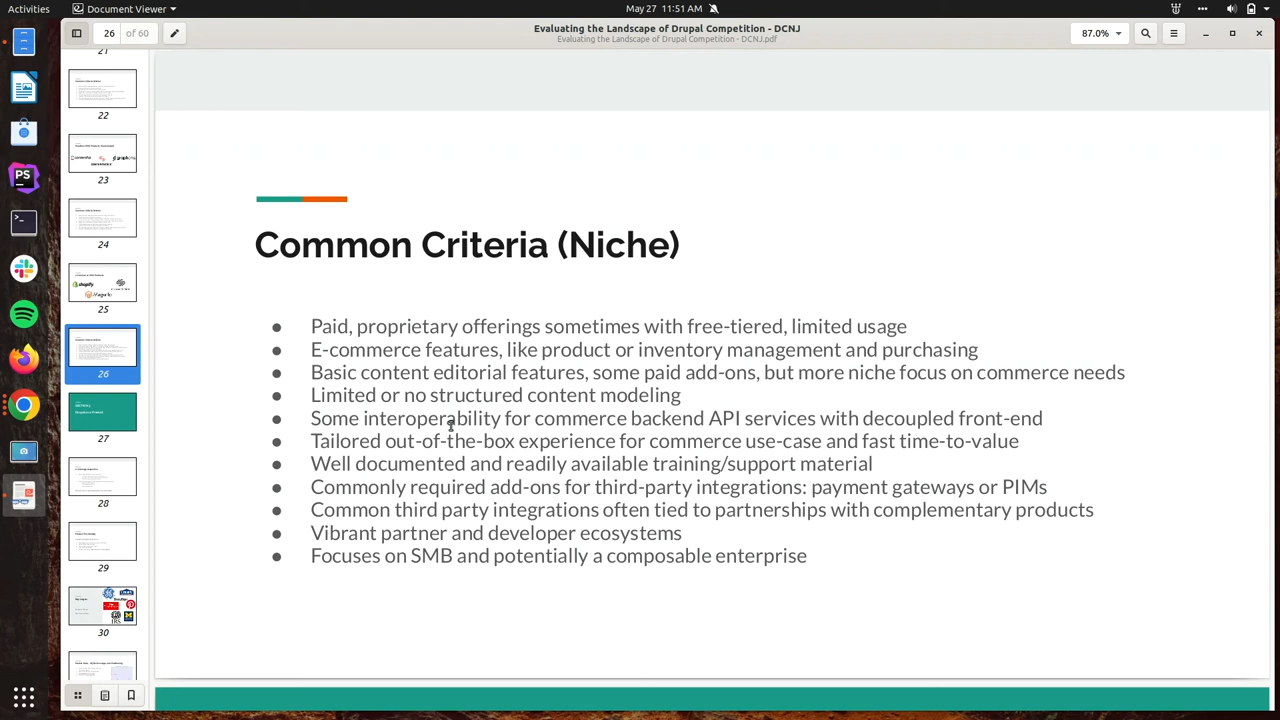 Activities
Document Viewer
May 27 11:51 AM
26
of 60
Evaluating the Landscape of Drupal Competition - DCNJ
Evaluating the Landscape of Drupal Competition - DCNJ.pdf
87.0%
21
22
23
24
shopify
25
26
27
28
29
30
PS
Common Criteria (Niche)
● Paid, proprietary offerings sometimes with free-tiered, limited usage
● E-commerce features, like product or inventory management and purchasing
● Basic content editorial features, some paid add-ons, but more niche focus on commerce needs
● Limited or no structured content modeling
● Some interoperability for commerce backend API services with decoupled front-end
● Tailored out-of-the-box experience for commerce use-case and fast time-to-value
● Well documented and readily available training/support material
● Commonly required add-ons for third-party integrations: payment gateways or PIMs
● Common third party integrations often tied to partnerships with complementary products
● Vibrant partner and developer ecosystems
● Focuses on SMB and potentially a composable enterprise